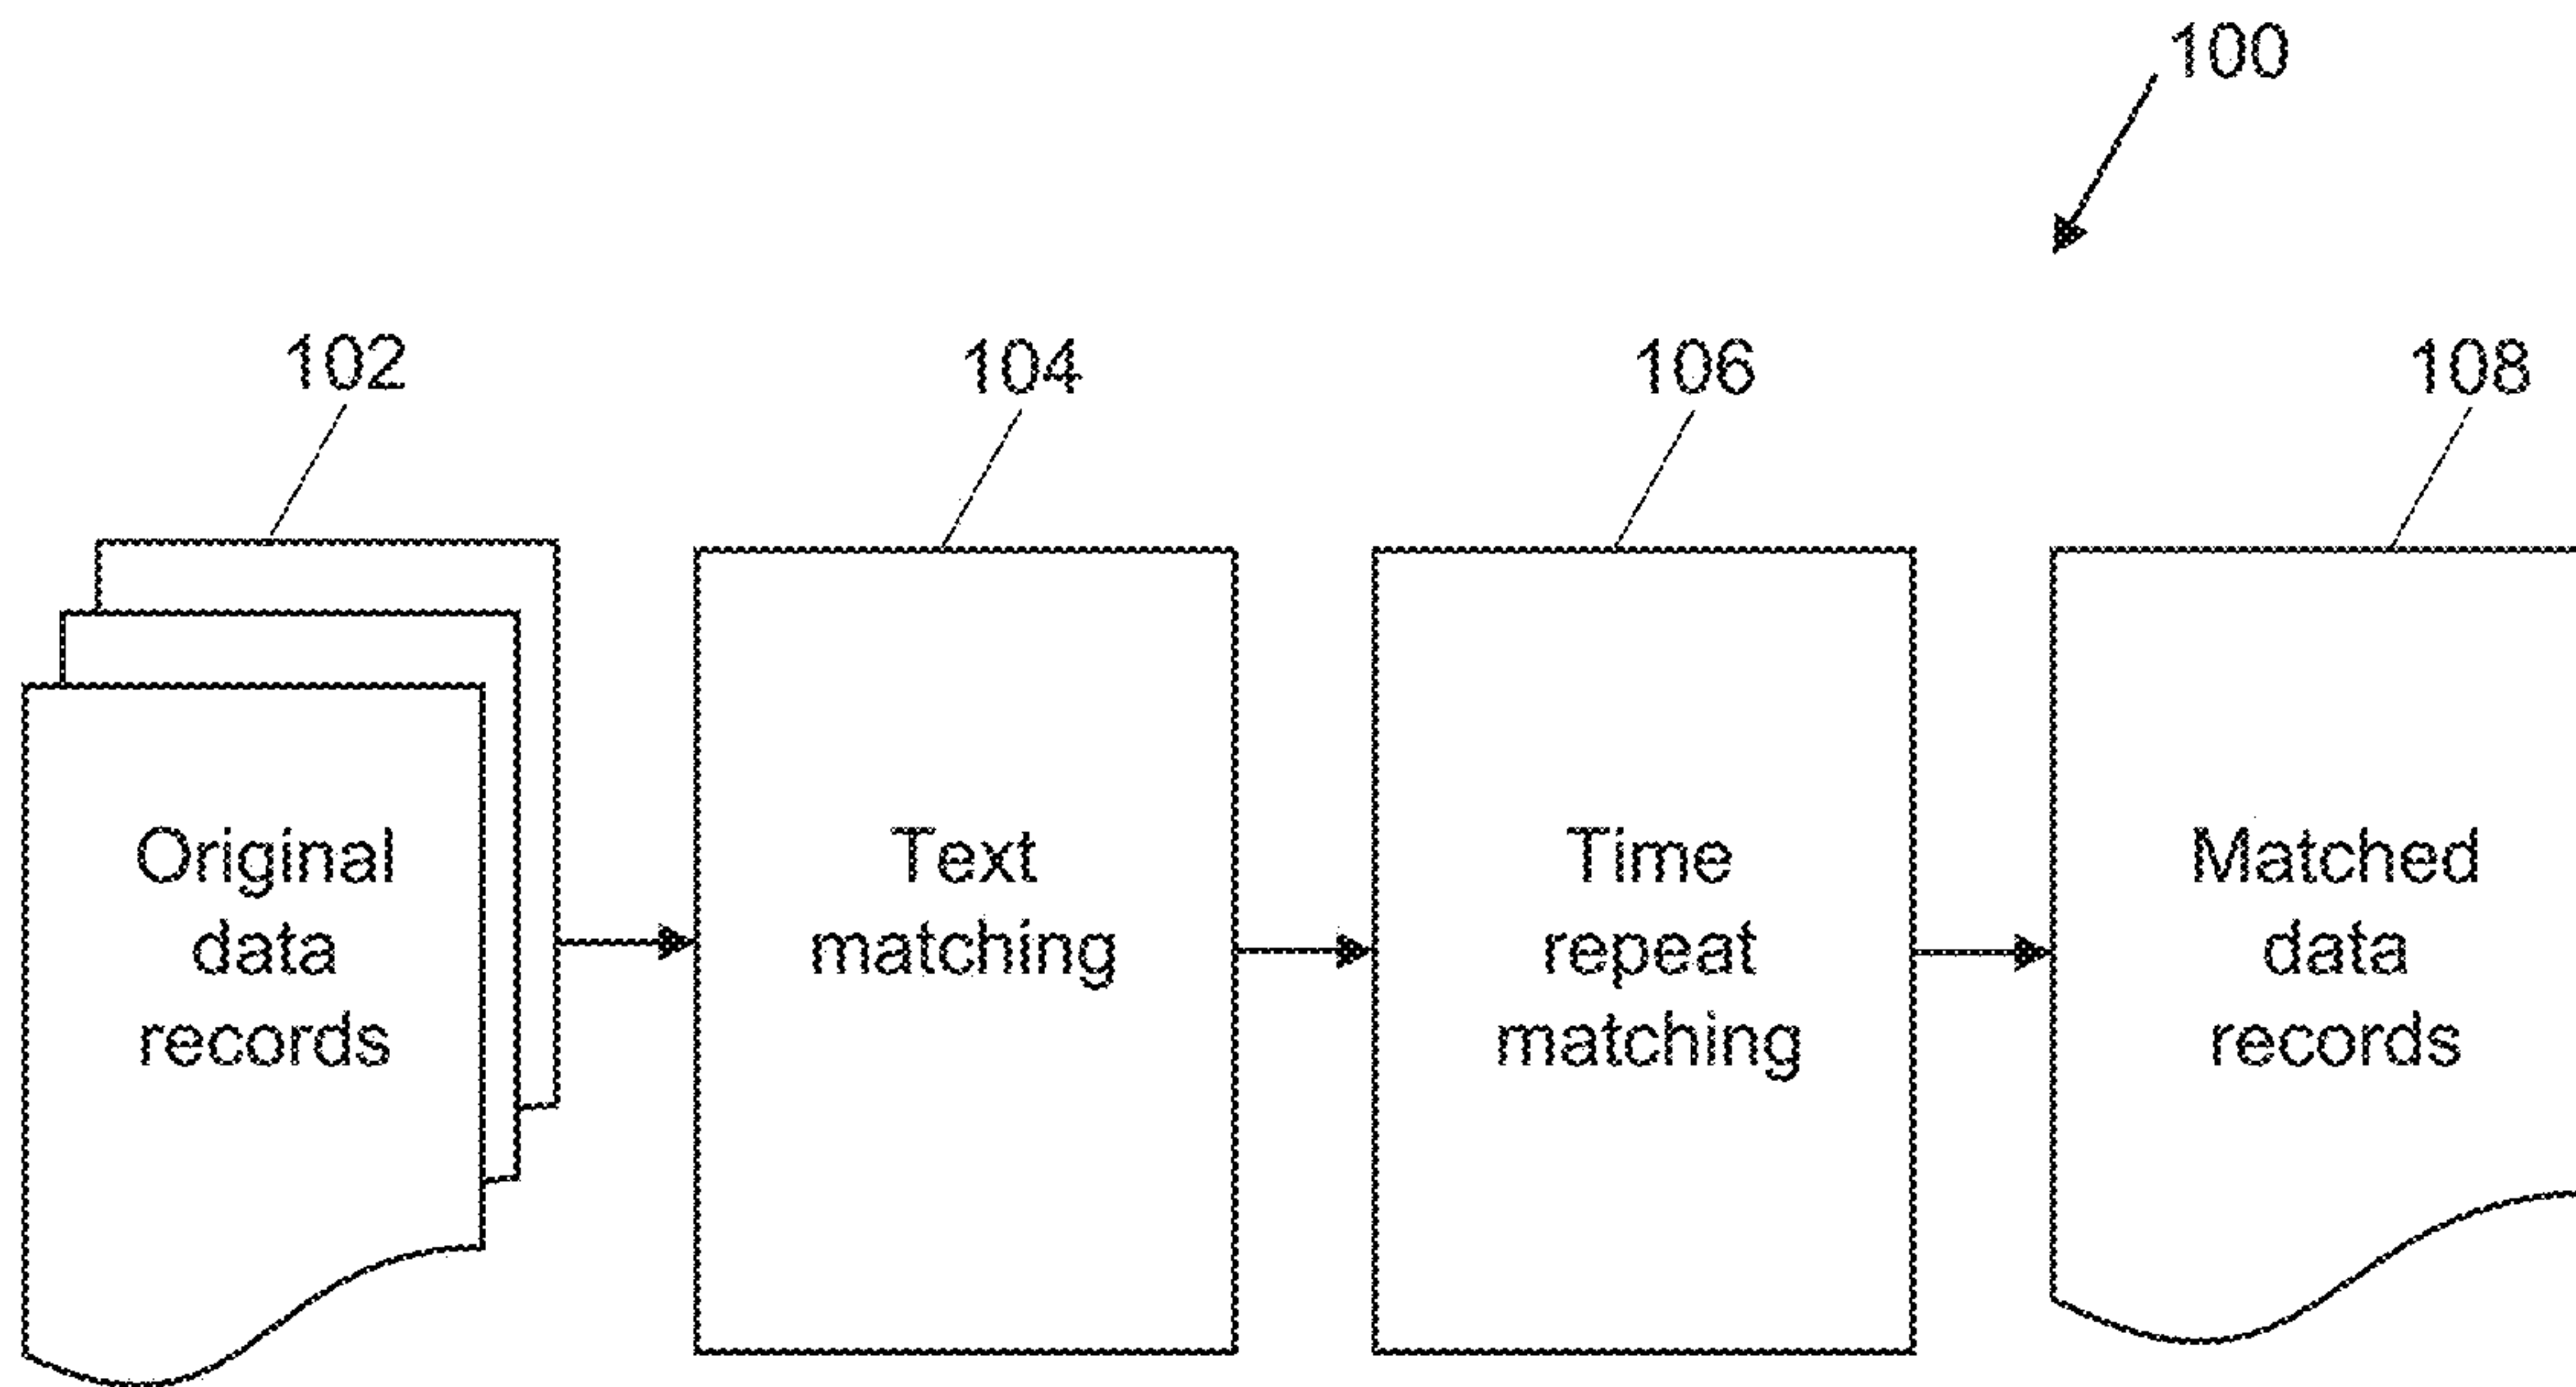 100
102
104
106
108
Original
data
records
Text
matching
Time
repeat
matching
Matched
data
records